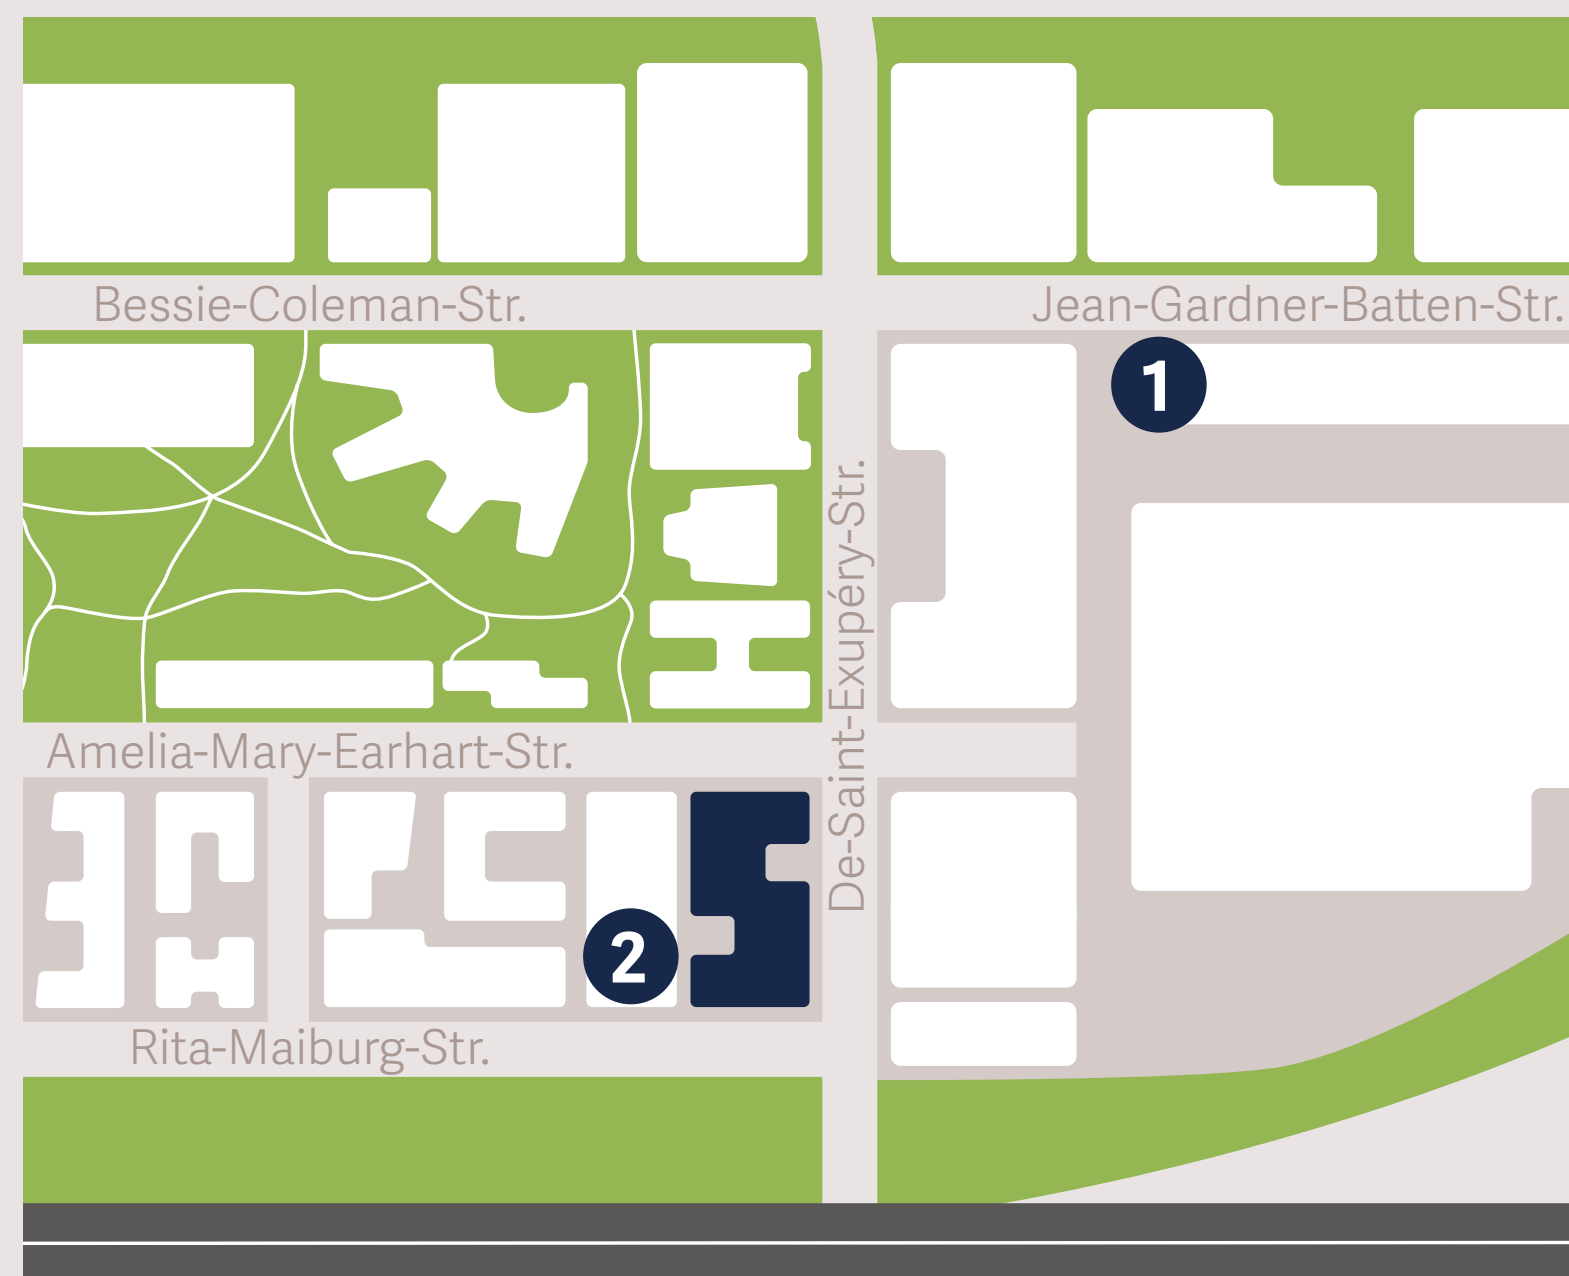 Bessie-Coleman-Str.
Jean-Gardner-Batten-Str.
1
De-Saint-Exupéry-Str.
Amelia-Mary-Earhart-Str.
2
Rita-Maiburg-Str.